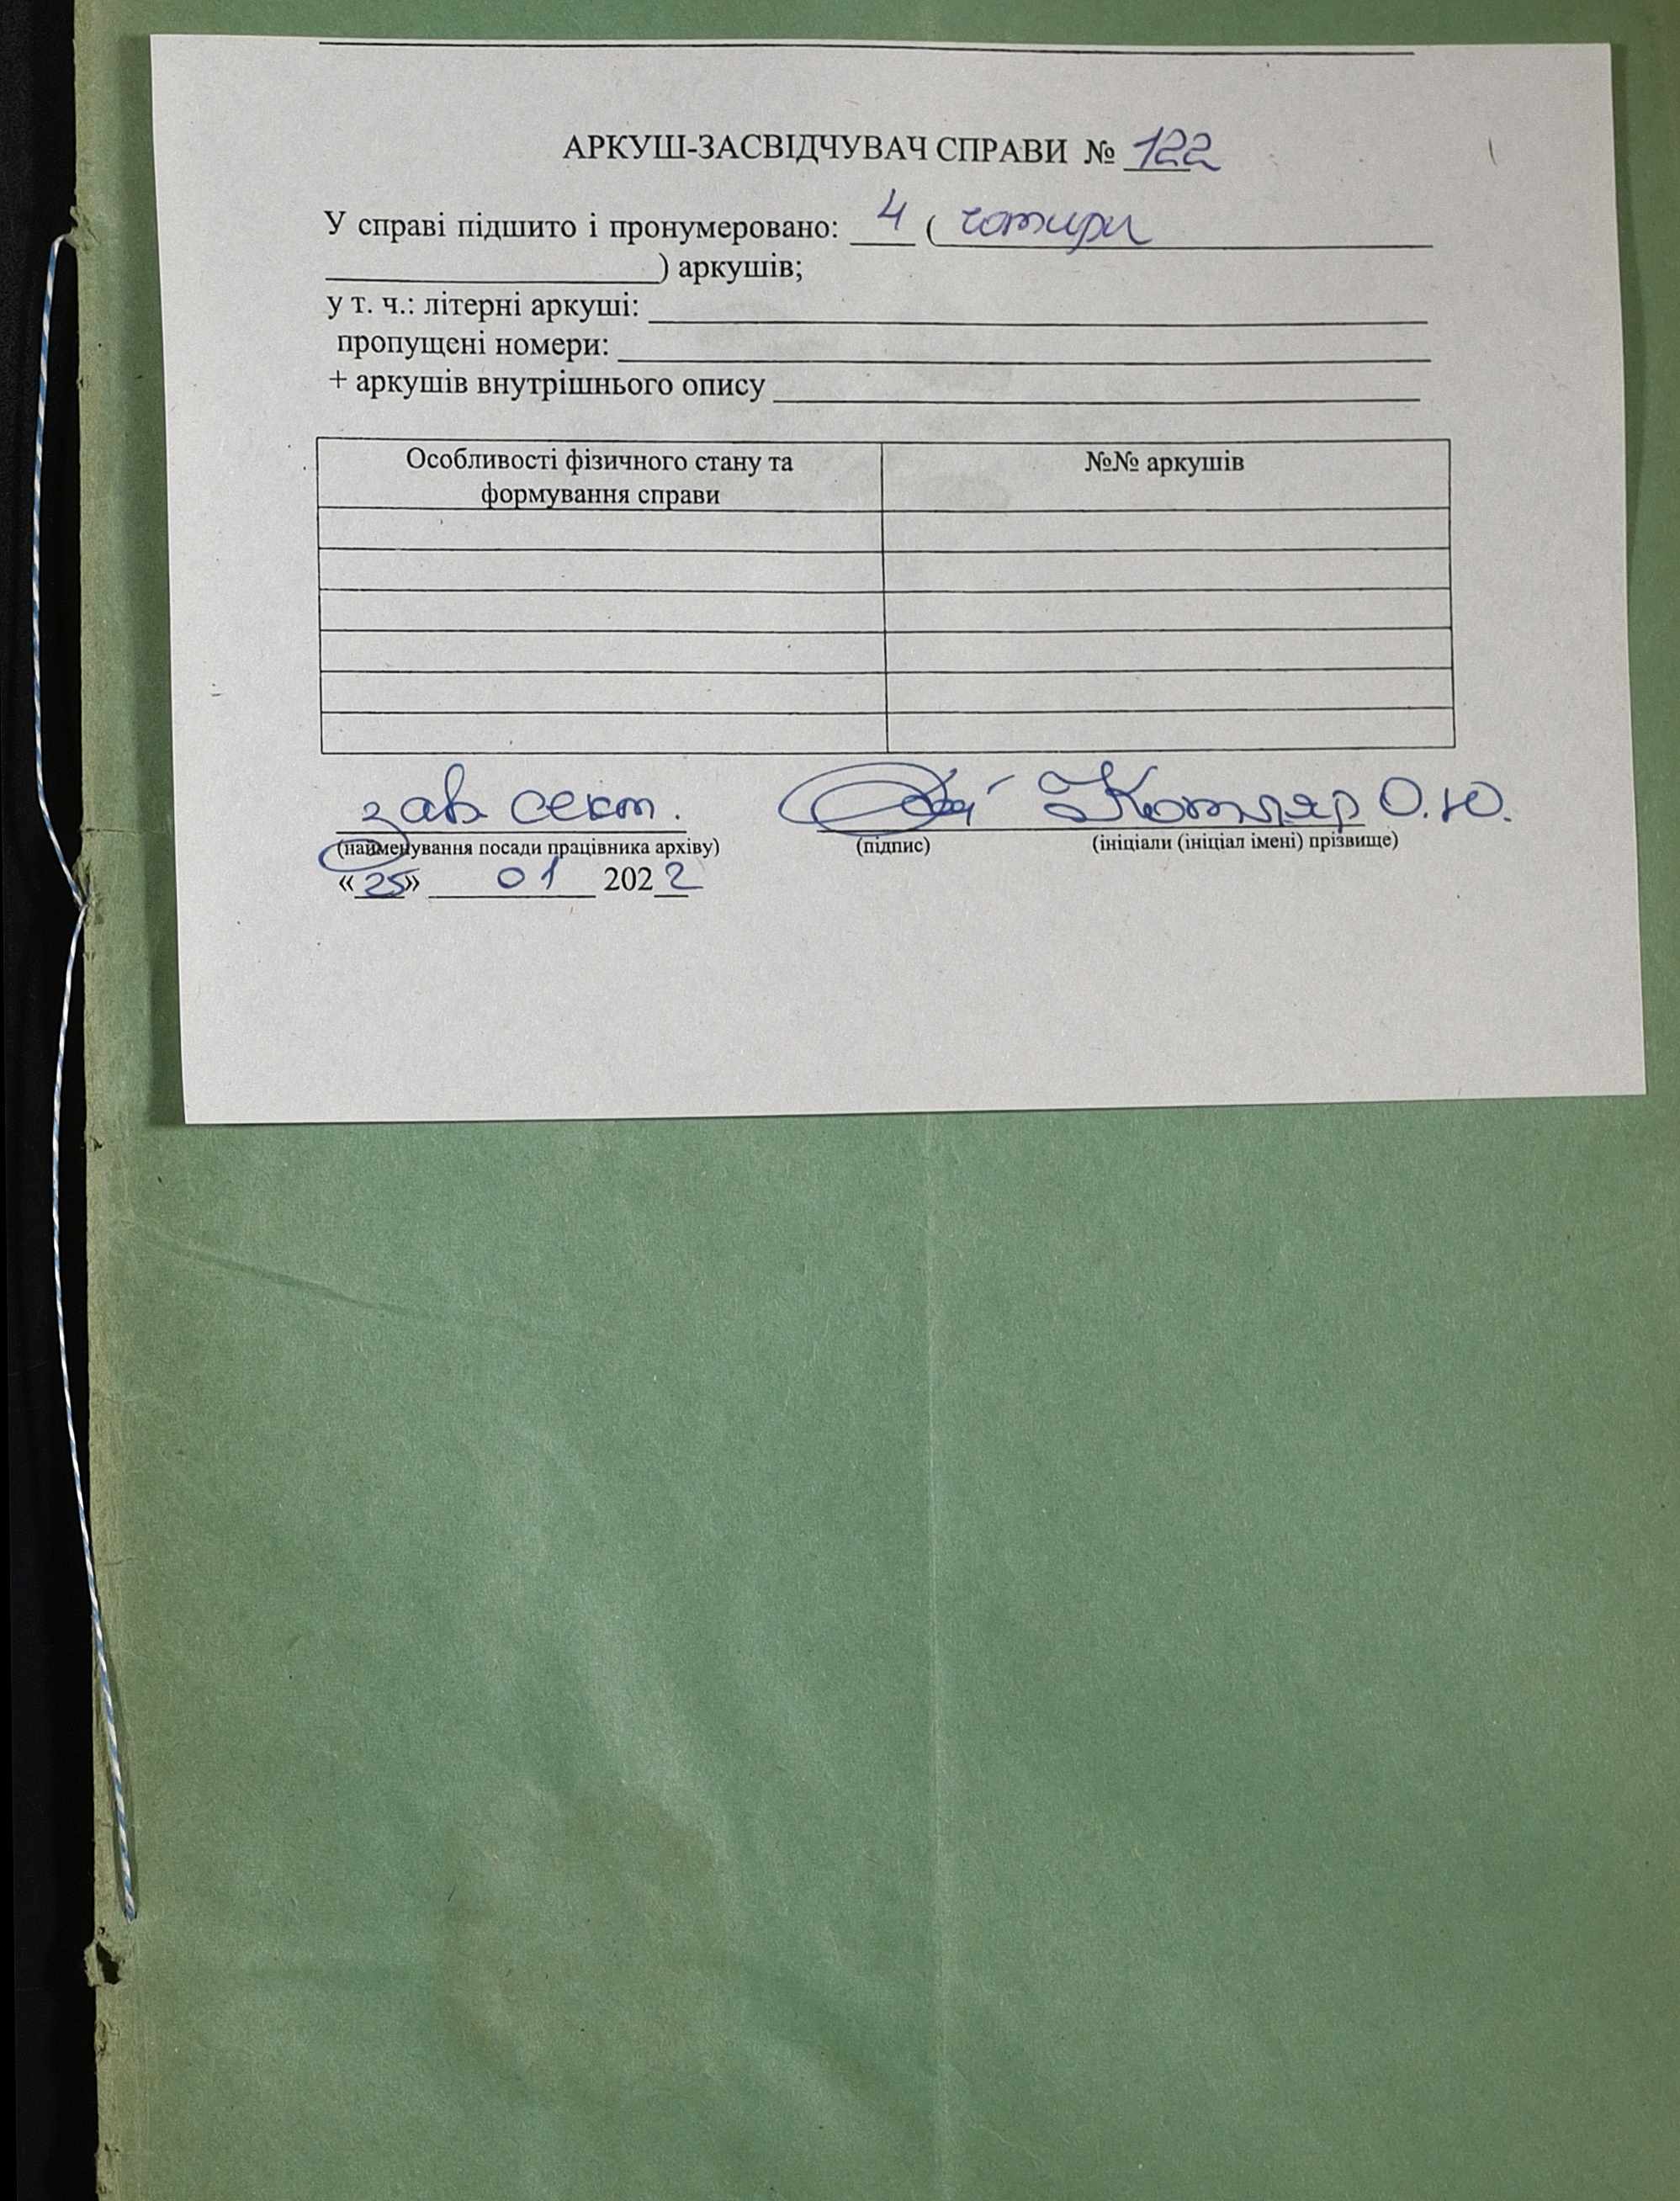 АРКУШ-ЗАСВІДЧУВАЧ СПРАВИ № 122
У справі підшито і пронумеровано: 4 ( чотири
) аркушів;
у т. ч.: літерні аркуші:
пропущені номери:
+ аркушів внутрішнього опису
Особливості фізичного стану та формування справи №№ аркушів
зав сект. Котляр О.Ю.
(найменування посади працівника архіву) (підпис) (ініціали (ініціал імені) прізвище)
«25» 01 2022